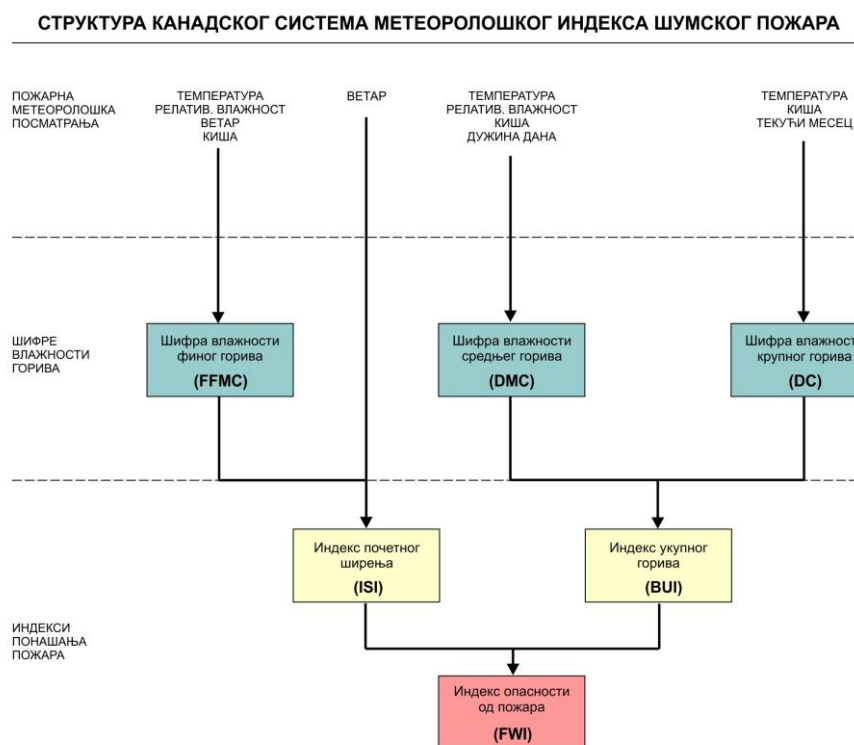 СТРУКТУРА КАНАДСКОГ СИСТЕМА МЕТЕОРОЛОШКОГ ИНДЕКСА ШУМСКОГ ПОЖАРА
ПОЖАРНА
МЕТЕОРОЛОШКА
ПОСМАТРАЊА
ТЕМПЕРАТУРА
РЕЛАТИВ. ВЛАЖНОСТ
ВЕТАР
КИША
ВЕТАР
ТЕМПЕРАТУРА
РЕЛАТИВ. ВЛАЖНОСТ
КИША
ДУЖИНА ДАНА
ТЕМПЕРАТУРА
КИША
ТЕКУЋИ МЕСЕЦ
ШИФРЕ
ВЛАЖНОСТИ
ГОРИВА
Шифра влажности
финог горива
(FFMC)
Шифра влажности
средњег горива
(DMC)
Шифра влажност
крупног горива
(DC)
Индекс почетног
ширења
(ISI)
Индекс укупног
горива
(BUI)
ИНДЕКСИ
ПОНАШАЊА
ПОЖАРА
Индекс опасности
од пожара
(FWI)